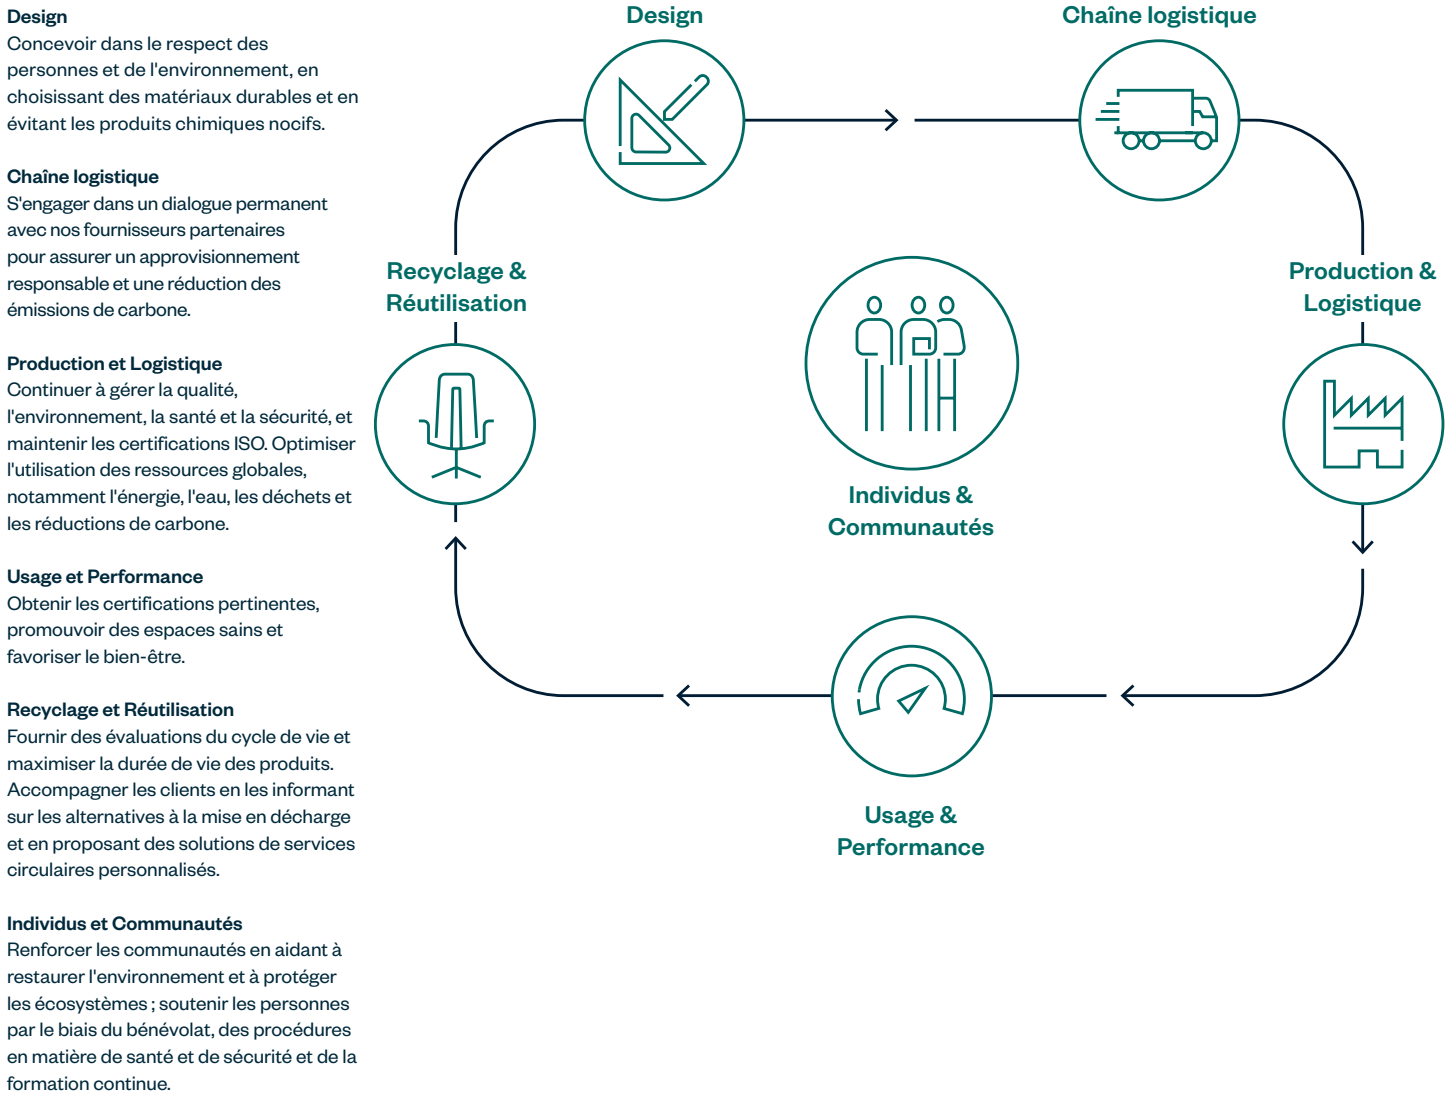 Design
Concevoir dans le respect des
personnes et de l'environnement, en
choisissant des matériaux durables et en
évitant les produits chimiques nocifs.
Chaîne logistique
S'engager dans un dialogue permanent
avec nos fournisseurs partenaires
pour assurer un approvisionnement
responsable et une réduction des
émissions de carbone.
Production et Logistique
Continuer à gérer la qualité,
l'environnement, la santé et la sécurité, et
maintenir les certifications ISO. Optimiser
l'utilisation des ressources globales,
notamment l'énergie, l'eau, les déchets et
les réductions de carbone.
Usage et Performance
Obtenir les certifications pertinentes,
promouvoir des espaces sains et
favoriser le bien-être.
Recyclage et Réutilisation
Fournir des évaluations du cycle de vie et
maximiser la durée de vie des produits.
Accompagner les clients en les informant
sur les alternatives à la mise en décharge
et en proposant des solutions de services
circulaires personnalisés.
Individus et Communautés
Renforcer les communautés en aidant à
restaurer l'environnement et à protéger
les écosystèmes ; soutenir les personnes
par le biais du bénévolat, des procédures
en matière de santé et de sécurité et de la
formation continue.
Design
Chaîne logistique
Recyclage &
Réutilisation
Production &
Logistique
Individus &
Communautés
Usage &
Performance